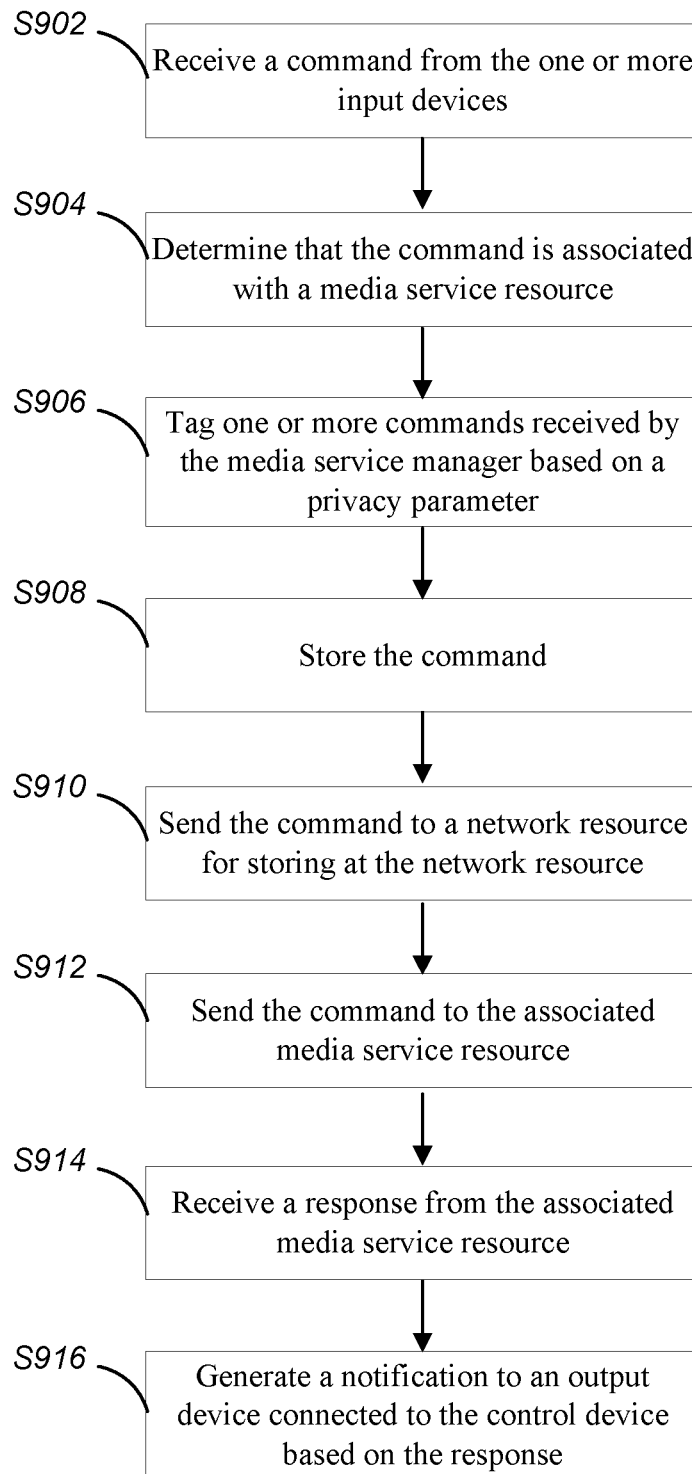 S902
Receive a command from the one or more
input devices
S904
Determine that the command is associated
with a media service resource
S906
Tag one or more commands received by
the media service manager based on a
privacy parameter
S908
Store the command
S910
Send the command to a network resource
for storing at the network resource
S912
Send the command to the associated
media service resource
S914
Receive a response from the associated
media service resource
S916
Generate a notification to an output
device connected to the control device
based on the response